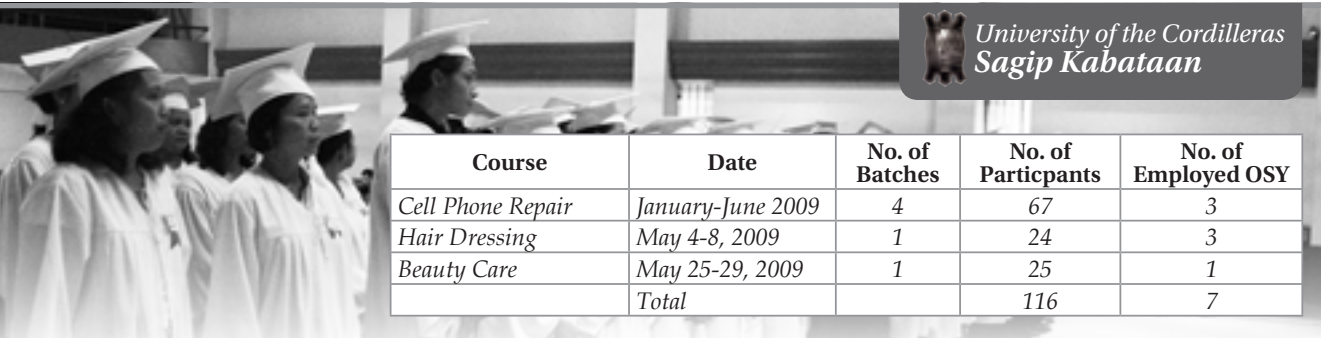 University of the Cordilleras
Sagip Kabataan
Course Date No. of Batches No. of Particpants No. of Employed OSY
Cell Phone Repair January-June 2009 4 67 3
Hair Dressing May 4-8, 2009 1 24 3
Beauty Care May 25-29, 2009 1 25 1
Total 116 7